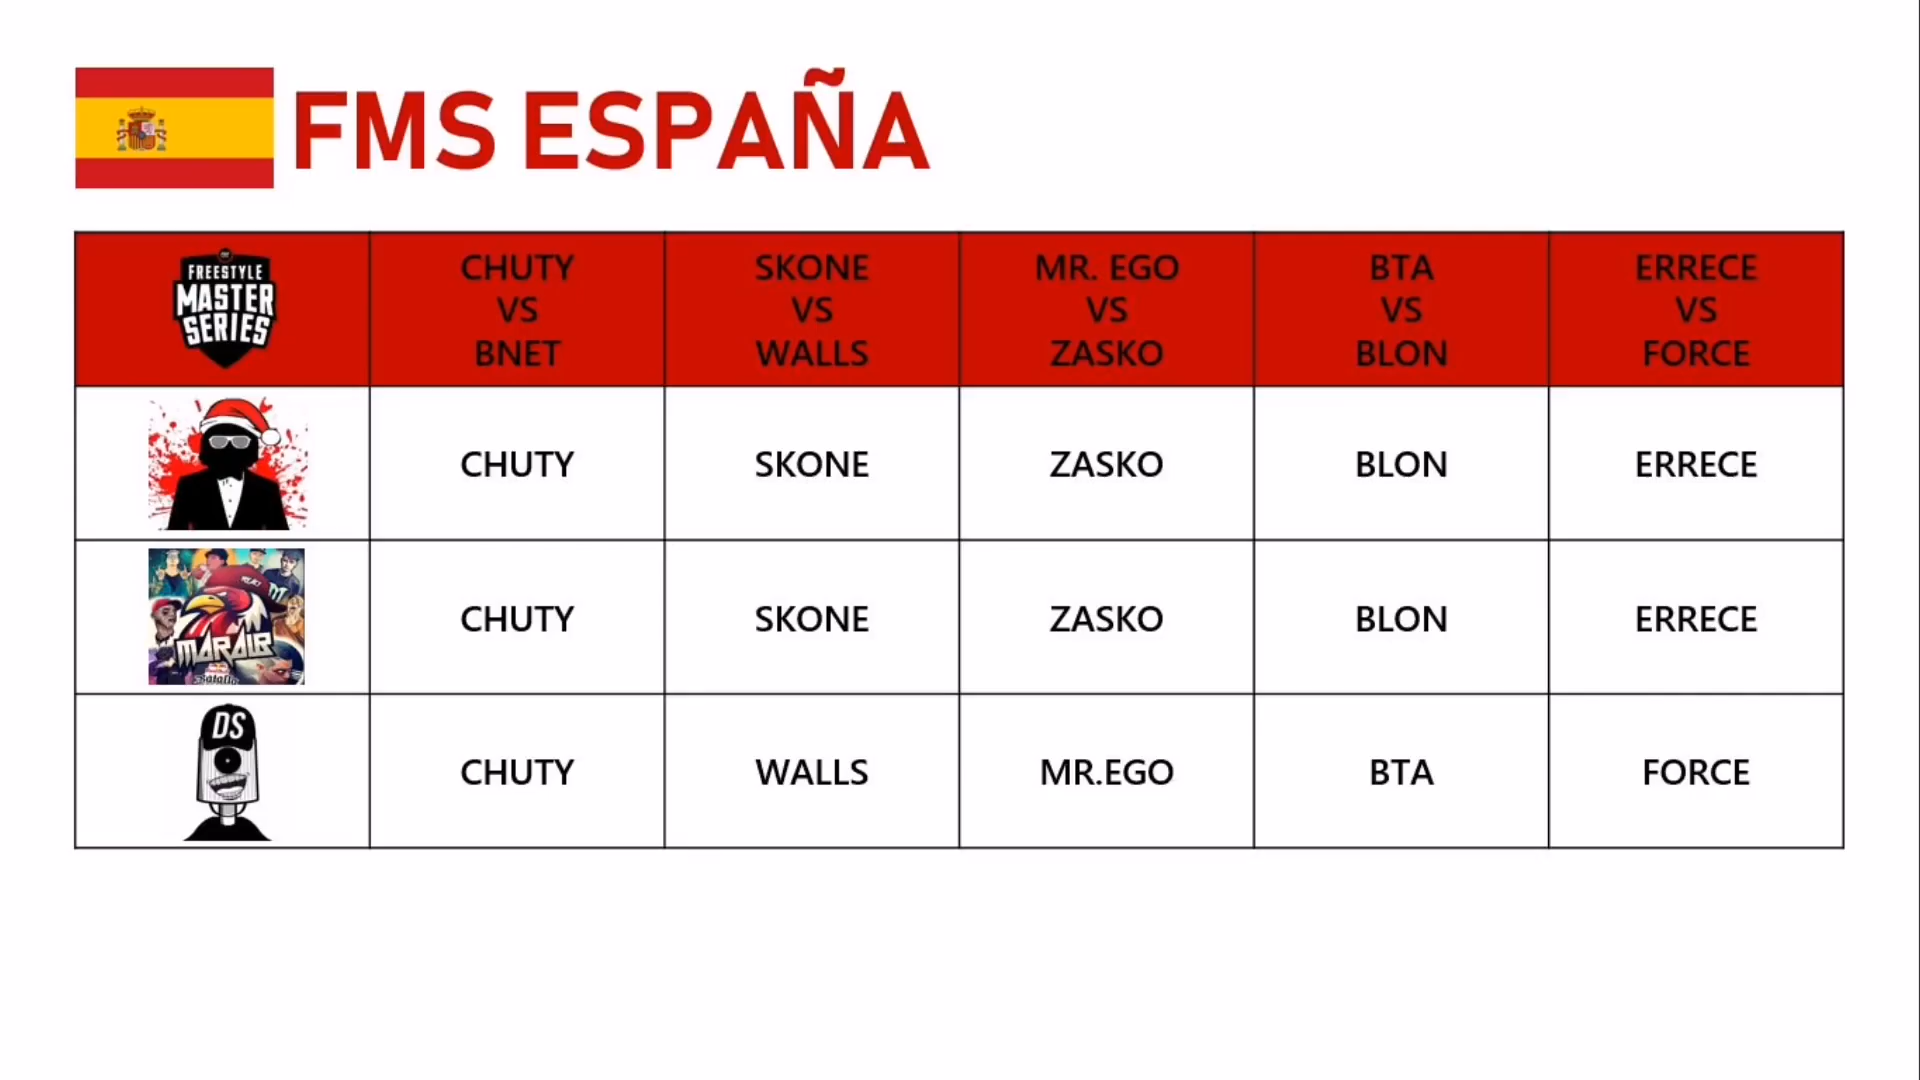 FMS ESPAÑA
FREESTYLE
MASTER
SERIES
CHUTY
VS
BNET
SKONE
VS
WALLS
MR. EGO
VS
ZASKO
BTA
VS
BLON
ERRECE
VS
FORCE
CHUTY
SKONE
ZASKO
BLON
ERRECE
MARAUB
Batalla
CHUTY
SKONE
ZASKO
BLON
ERRECE
DS
CHUTY
WALLS
MR.EGO
BTA
FORCE